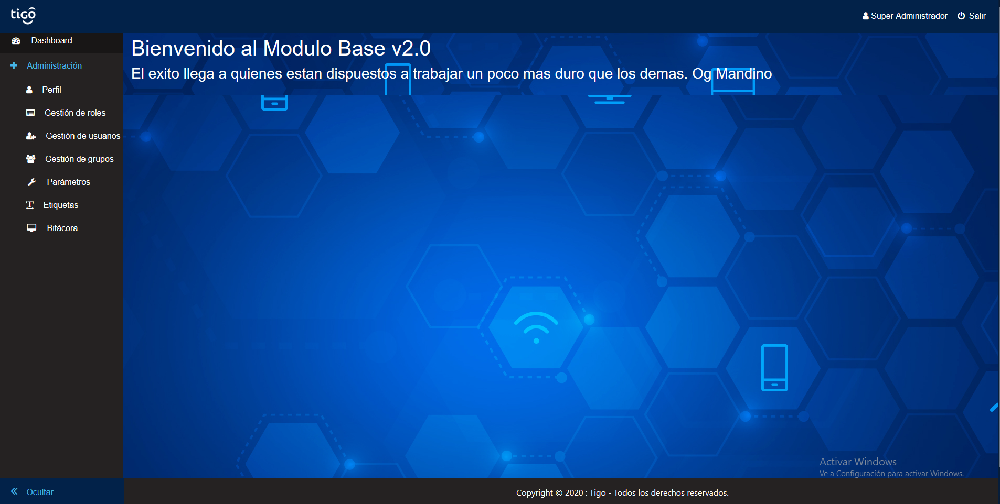 tigo
Super Administrador
Salir
Dashboard
Administración
Perfil
Gestión de roles
Gestión de usuarios
Gestión de grupos
Parámetros
Etiquetas
Bitácora
Ocultar
Bienvenido al Modulo Base v2.0
El exito llega a quienes estan dispuestos a trabajar un poco mas duro que los demas. Og Mandino
Activar Windows
Ve a Configuración para activar Windows.
Copyright © 2020 : Tigo - Todos los derechos reservados.